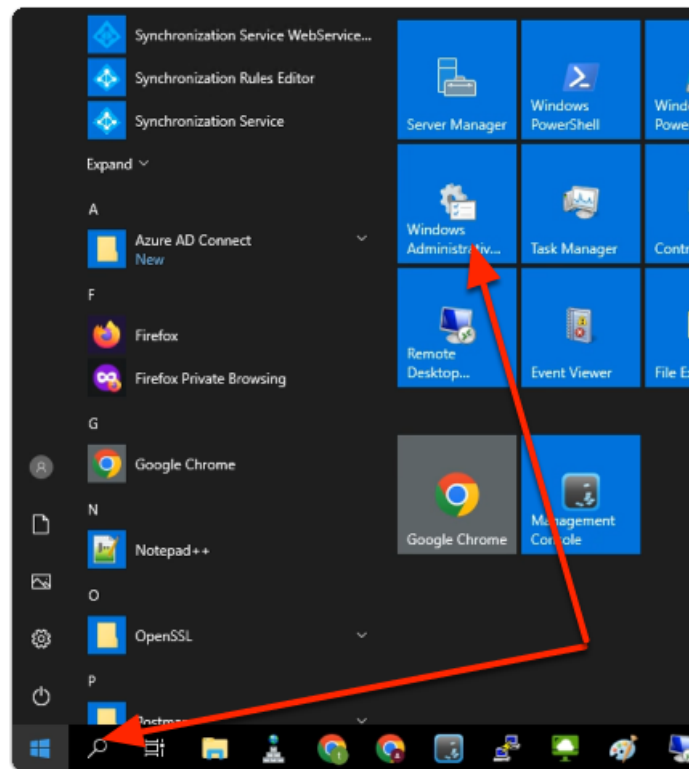 Synchronization Service WebService...
Synchronization Rules Editor
Synchronization Service
Expand
A
Azure AD Connect
New
F
Firefox
Firefox Private Browsing
G
Google Chrome
N
Notepad++
O
OpenSSL
P
Server Manager
Windows
PowerShell
Windows
Administrativ...
Task Manager
Remote
Desktop...
Event Viewer
Google Chrome
Management
Console